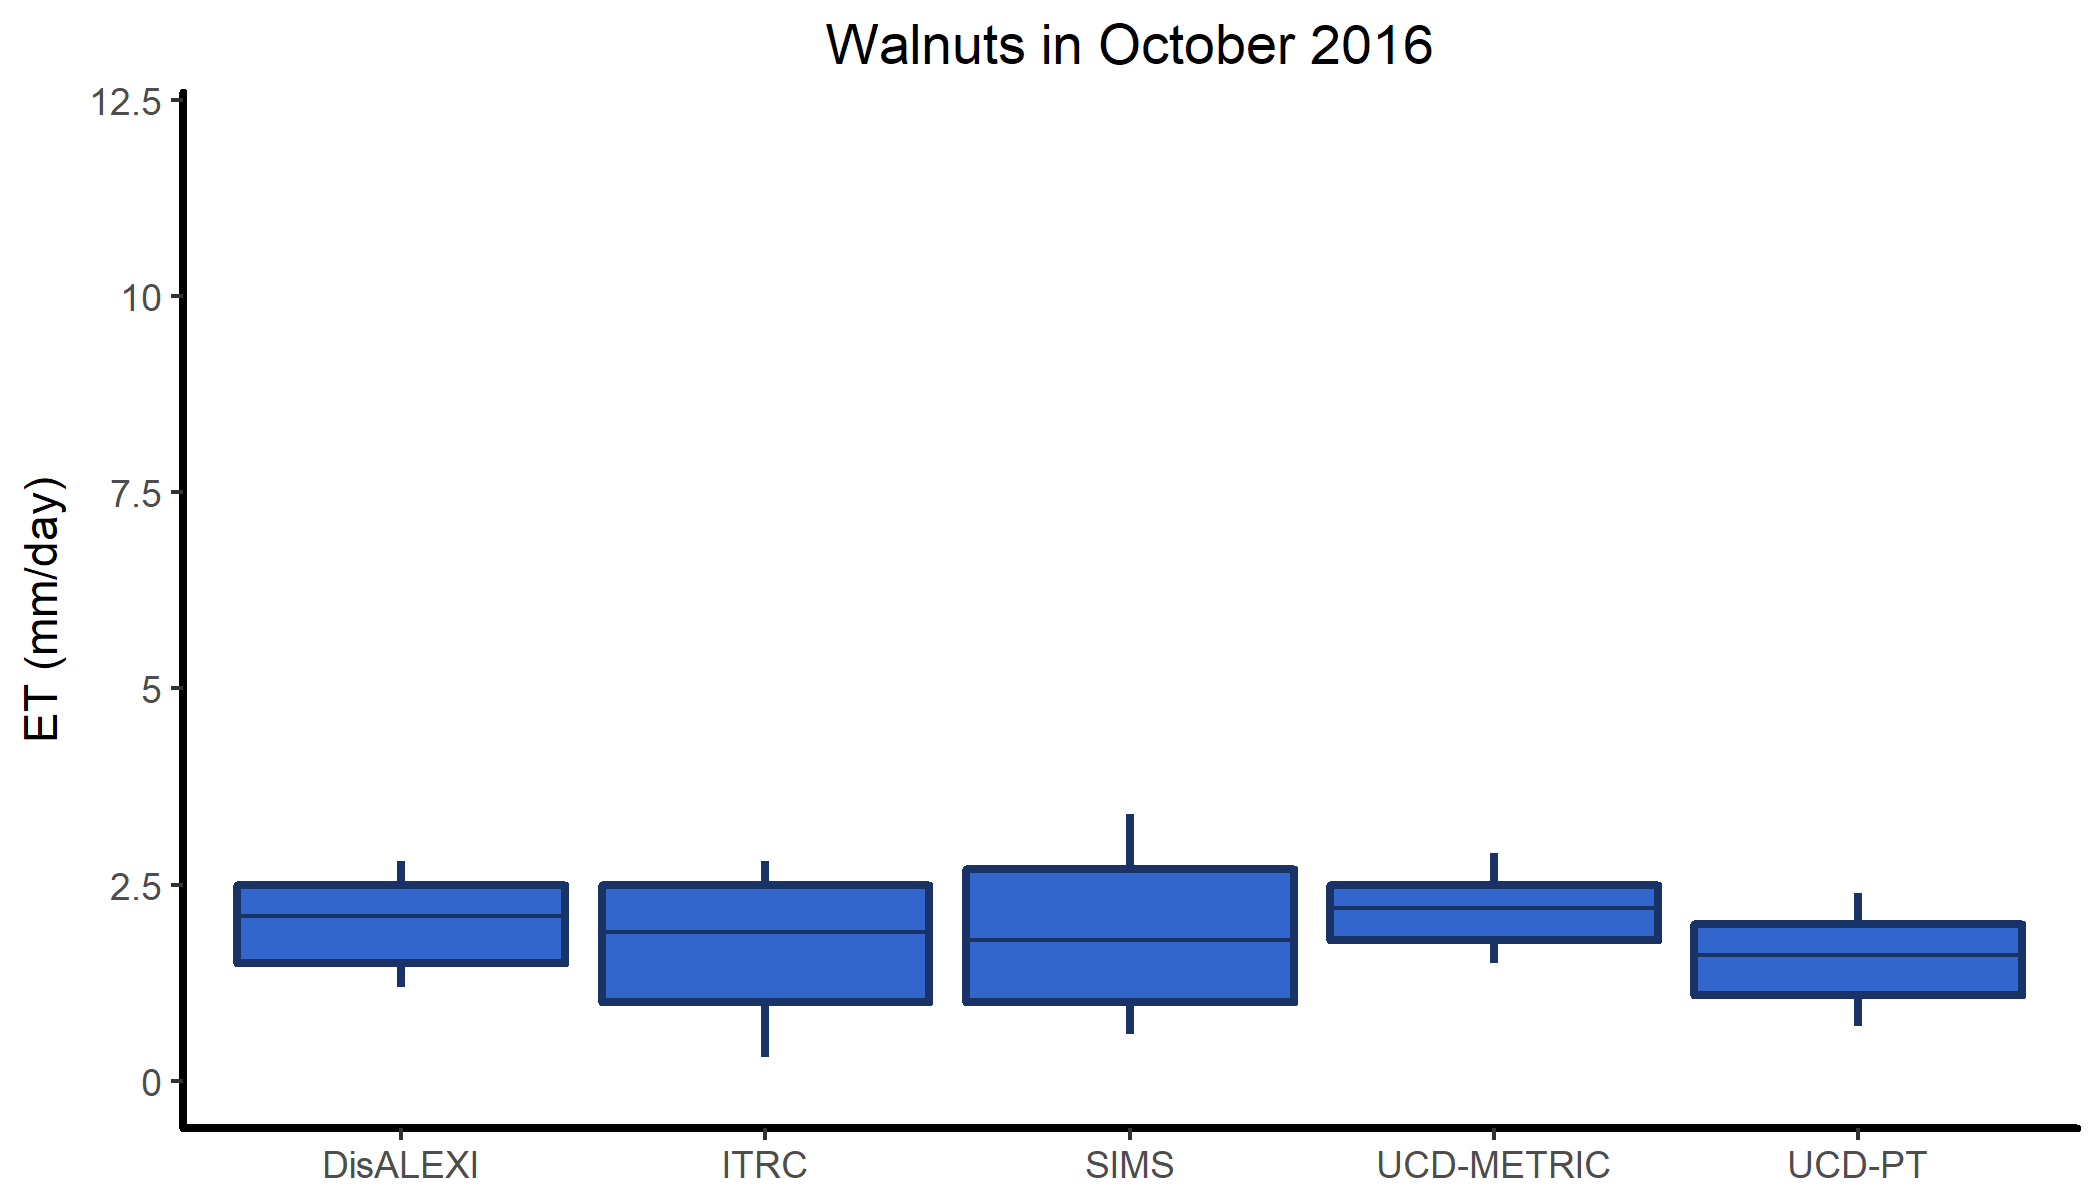 Walnuts in October 2016
12.5
10
7.5
5
2.5
0
ET (mm/day)
DisALEXI ITRC SIMS UCD-METRIC UCD-PT